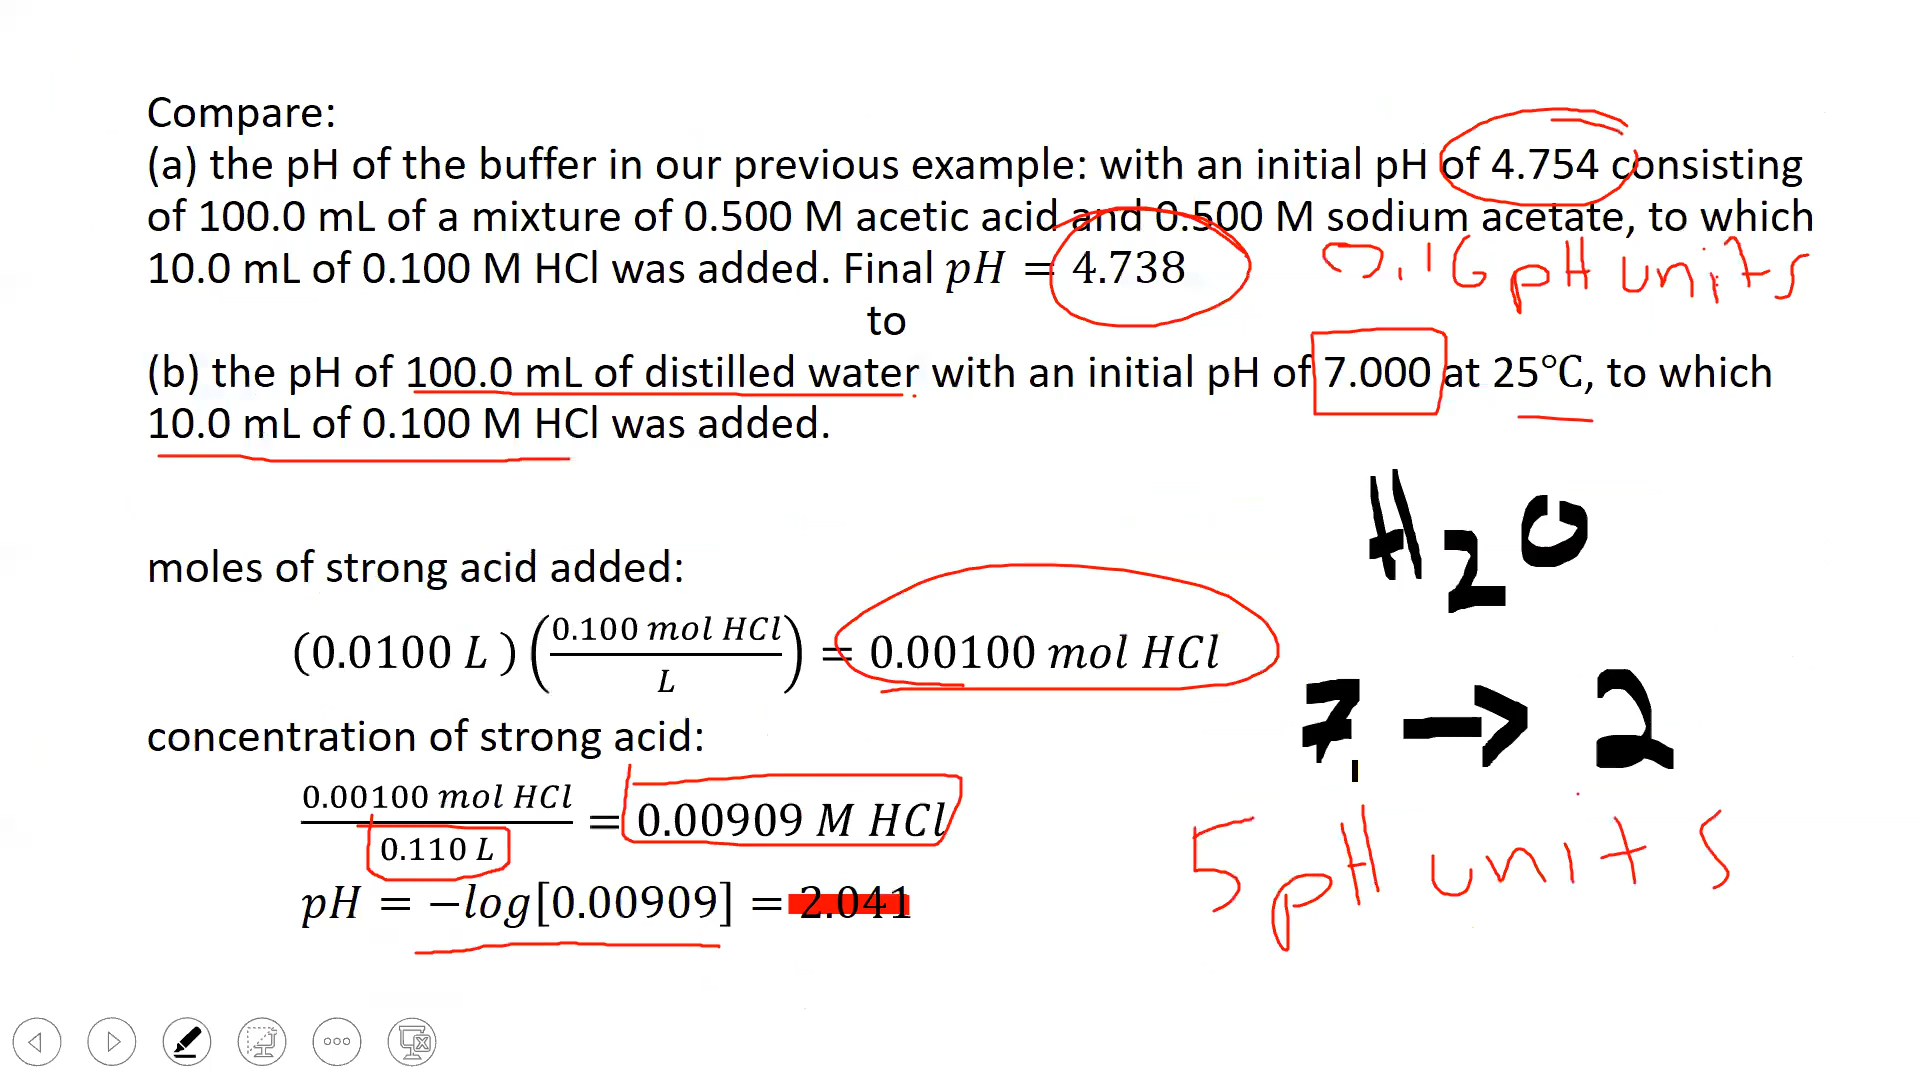 Compare:
(a) the pH of the buffer in our previous example: with an initial pH of 4.754 consisting
of 100.0 mL of a mixture of 0.500 M acetic acid and 0.500 M sodium acetate, to which
10.0 mL of 0.100 M HCl was added. Final pH = 4.738
0.16 pH units
to
(b) the pH of 100.0 mL of distilled water with an initial pH of 7.000 at 25°C, to which
10.0 mL of 0.100 M HCl was added.
H₂O
moles of strong acid added:
(0.0100 L)(0.100 mol HCl / L) = 0.00100 mol HCl
7 → 2
concentration of strong acid:
0.00100 mol HCl / 0.110 L = 0.00909 M HCl
5 pH units
pH = −log[0.00909] = 2.041